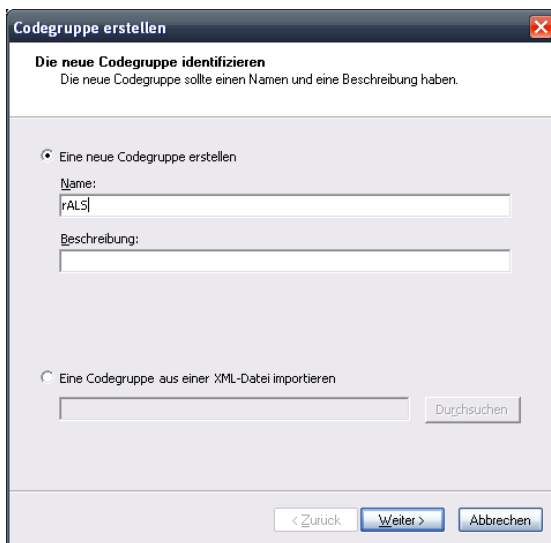 Codegruppe erstellen
Die neue Codegruppe identifizieren
Die neue Codegruppe sollte einen Namen und eine Beschreibung haben.
Eine neue Codegruppe erstellen
Name:
rALS
Beschreibung:
Eine Codegruppe aus einer XML-Datei importieren
Durchsuchen
< Zurück Weiter > Abbrechen